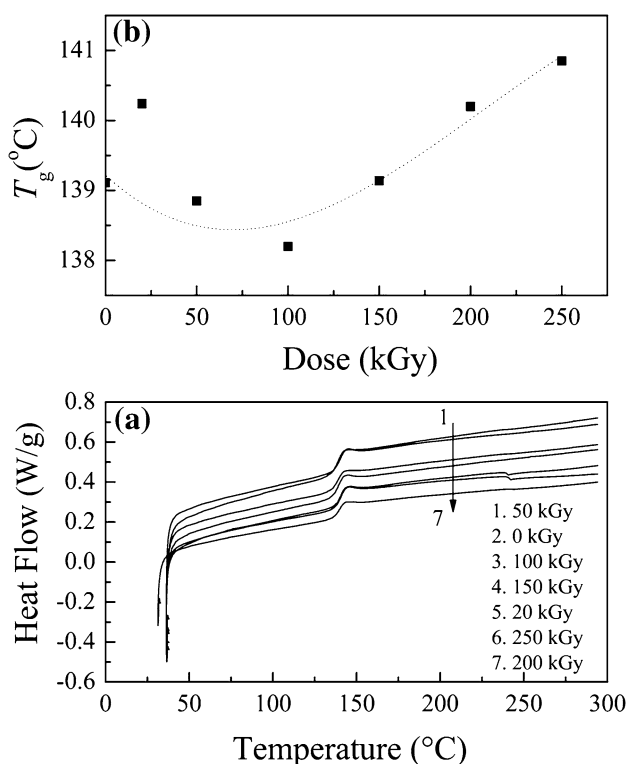 (b)
141
140
139
138
T_g (°C)
0 50 100 150 200 250
Dose (kGy)
(a)
0.8
0.6
0.4
0.2
0.0
-0.2
-0.4
-0.6
Heat Flow (W/g)
1
7
1. 50 kGy
2. 0 kGy
3. 100 kGy
4. 150 kGy
5. 20 kGy
6. 250 kGy
7. 200 kGy
0 50 100 150 200 250 300
Temperature (°C)